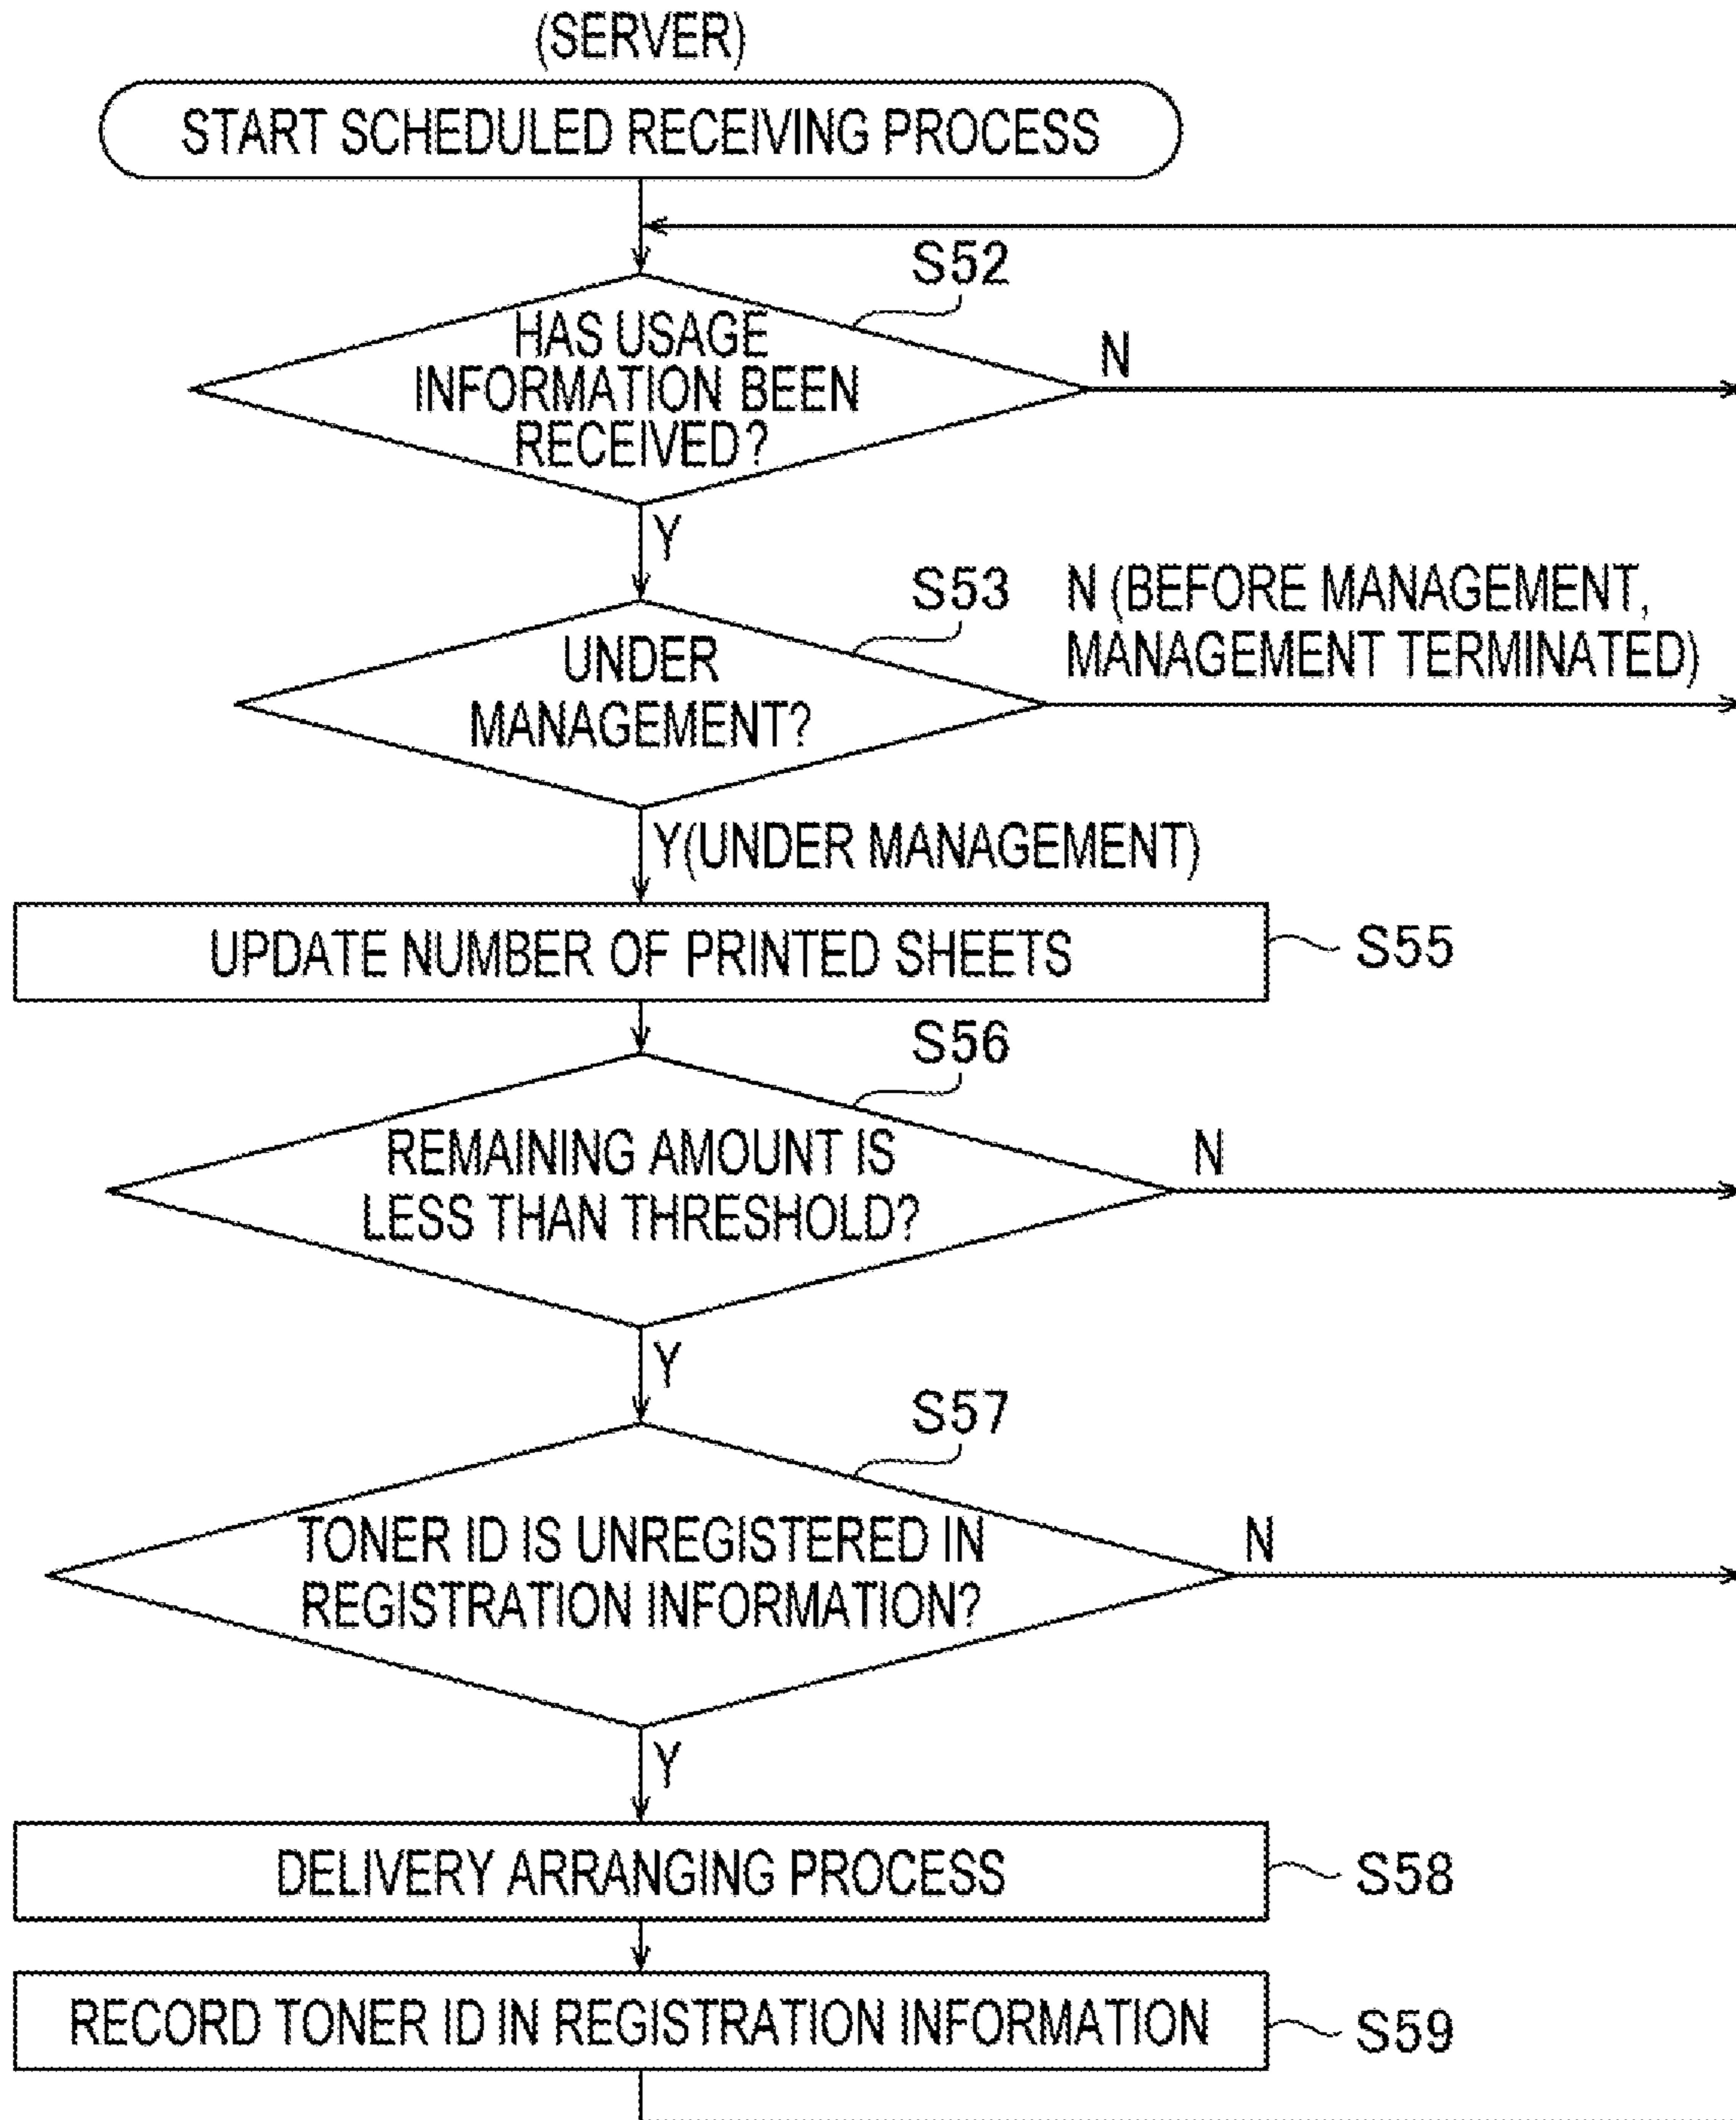 (SERVER)
START SCHEDULED RECEIVING PROCESS
S52
HAS USAGE
INFORMATION BEEN
RECEIVED?
N
Y
S53
N (BEFORE MANAGEMENT,
MANAGEMENT TERMINATED)
UNDER
MANAGEMENT?
Y(UNDER MANAGEMENT)
UPDATE NUMBER OF PRINTED SHEETS
S55
S56
REMAINING AMOUNT IS
LESS THAN THRESHOLD?
N
Y
S57
TONER ID IS UNREGISTERED IN
REGISTRATION INFORMATION?
N
Y
DELIVERY ARRANGING PROCESS
S58
RECORD TONER ID IN REGISTRATION INFORMATION
S59